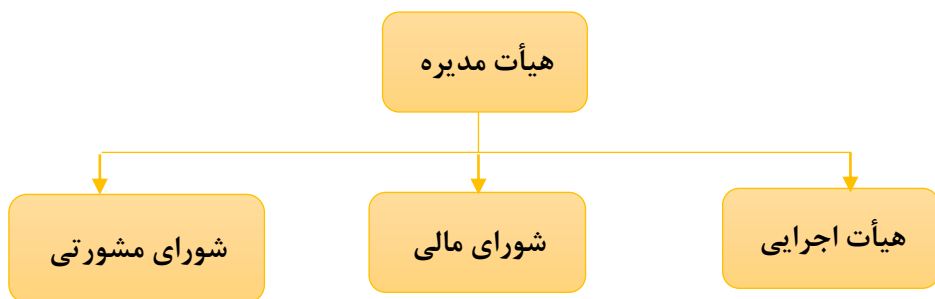 هیأت مدیره
هیأت اجرایی
شورای مالی
شورای مشورتی